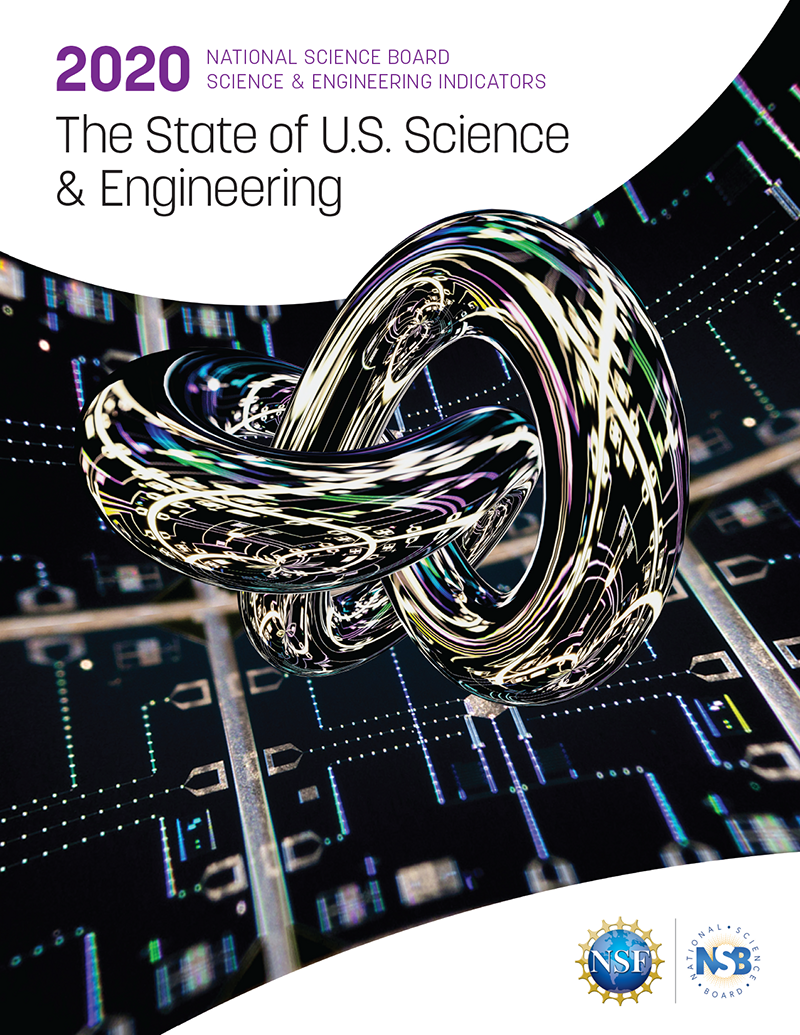 2020
NATIONAL SCIENCE BOARD
SCIENCE & ENGINEERING INDICATORS
The State of U.S. Science
& Engineering
NSF
NATIONAL • SCIENCE • BOARD •
NSB